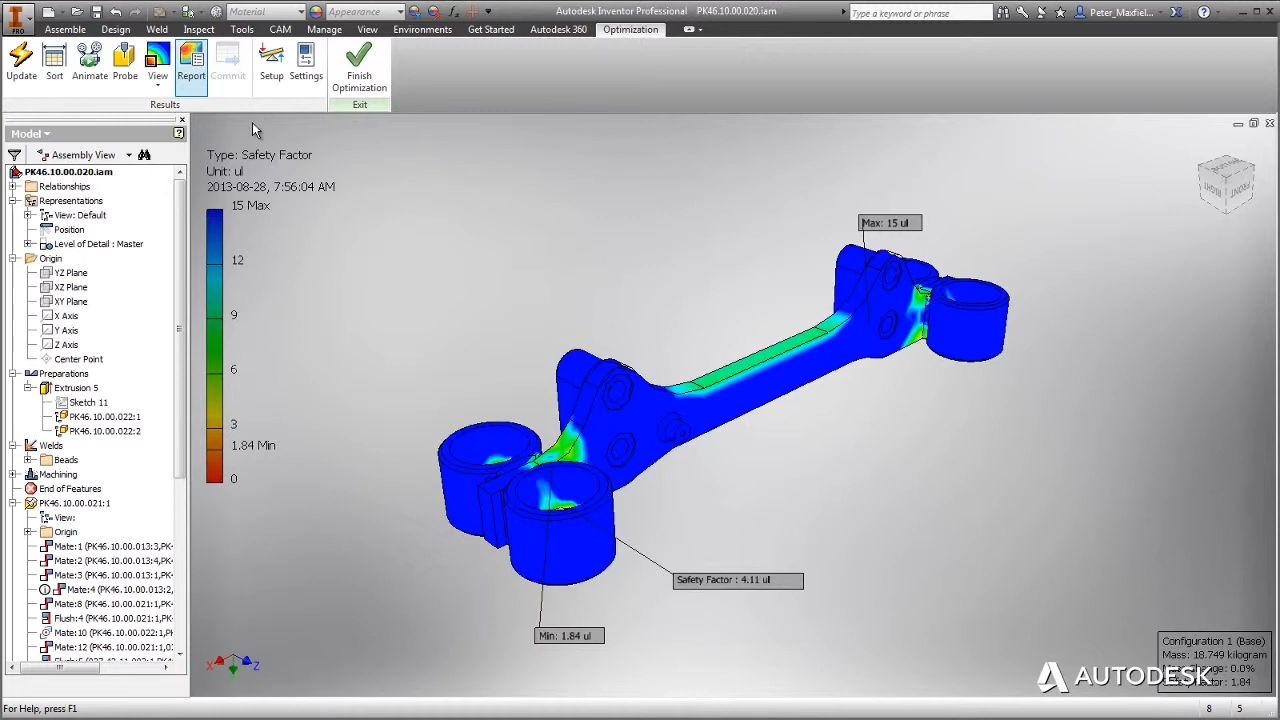 Material
Appearance
Autodesk Inventor Professional PK46.10.00.020.iam
Type a keyword or phrase
Peter_Maxfiel...
PRO
Assemble Design Weld Inspect Tools CAM Manage View Environments Get Started Autodesk 360 Optimization
Update Sort Animate Probe View Report Commit Setup Settings Finish Optimization
Results
Exit
Model
Assembly View
PK46.10.00.020.iam
Relationships
Representations
View: Default
Position
Level of Detail : Master
Origin
YZ Plane
XZ Plane
XY Plane
X Axis
Y Axis
Z Axis
Center Point
Preparations
Extrusion 5
Sketch 11
PK46.10.00.022:1
PK46.10.00.022:2
Welds
Beads
Machining
End of Features
PK46.10.00.021:1
View:
Origin
Mate:1 (PK46.10.00.013:3,PK
Mate:2 (PK46.10.00.013:4,PK
Mate:3 (PK46.10.00.013:1,PK
Mate:4 (PK46.10.00.013:2,
Mate:8 (PK46.10.00.021:1,PK
Flush:4 (PK46.10.00.021:1,PK
Mate:10 (PK46.10.00.022:1,P
Mate:12 (PK46.10.00.021:1,0
Type: Safety Factor
Unit: ul
2013-08-28, 7:56:04 AM
15 Max
12
9
6
3
1.84 Min
0
Max: 15 ul
Safety Factor : 4.11 ul
Min: 1.84 ul
FRONT
RIGHT
X Z
Configuration 1 (Base)
Mass: 18.749 kilogram
Mass Change: 0.0%
Safety Factor: 1.84
AUTODESK
For Help, press F1
8 5